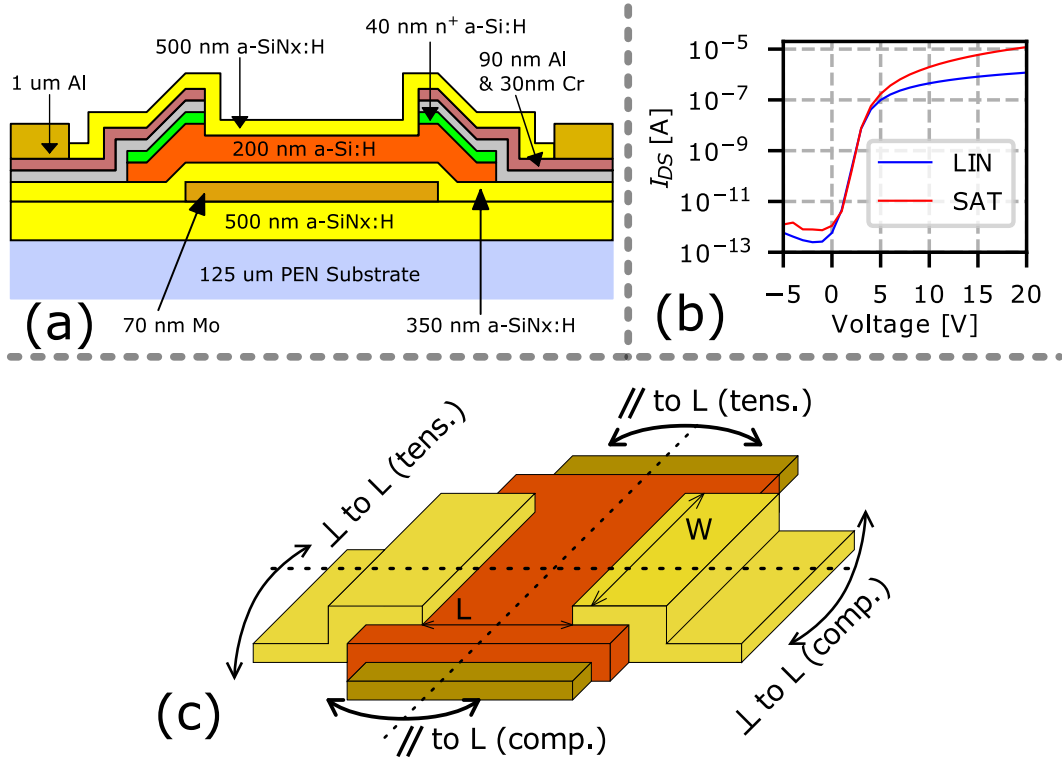 500 nm a-SiNx:H
40 nm n⁺ a-Si:H
1 um Al
90 nm Al
& 30nm Cr
200 nm a-Si:H
500 nm a-SiNx:H
125 um PEN Substrate
(a)
70 nm Mo
350 nm a-SiNx:H
10⁻⁵
10⁻⁷
10⁻⁹
10⁻¹¹
10⁻¹³
I_DS [A]
LIN
SAT
−5 0 5 10 15 20
Voltage [V]
(b)
// to L (tens.)
⊥ to L (tens.)
W
L
⊥ to L (comp.)
// to L (comp.)
(c)